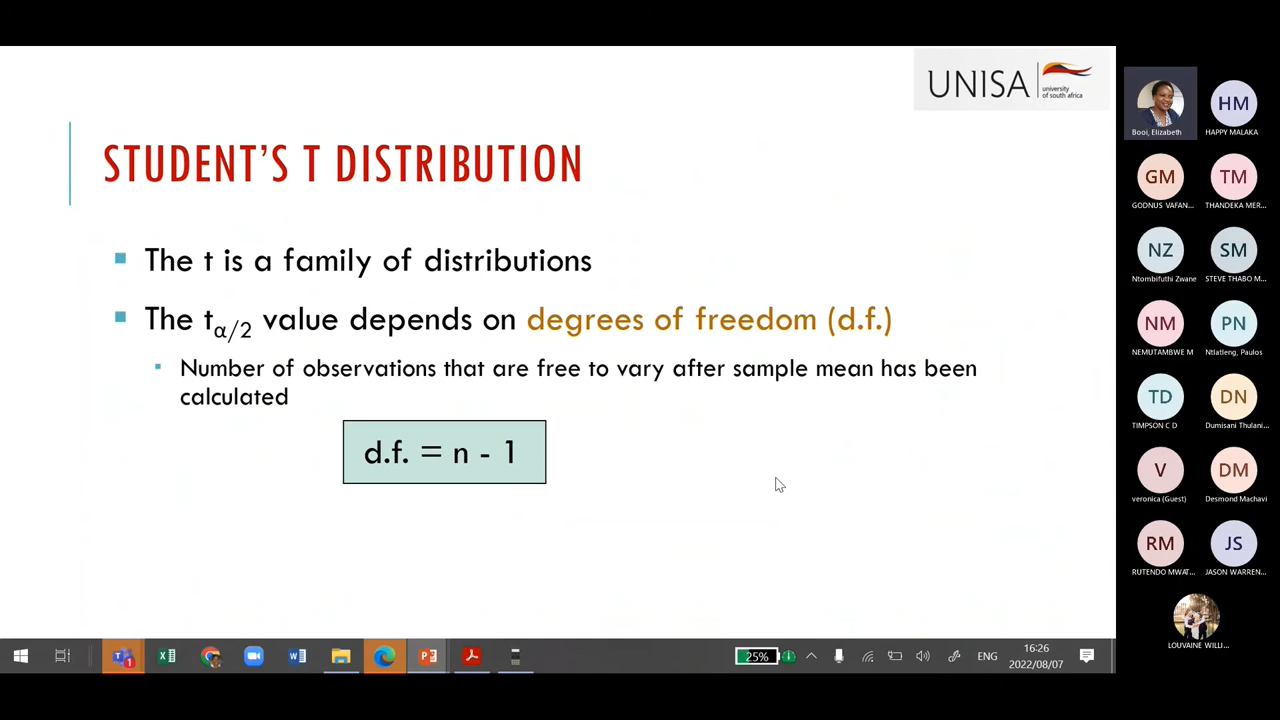 UNISA
university
of south africa
STUDENT'S T DISTRIBUTION
The t is a family of distributions
The tα/2 value depends on degrees of freedom (d.f.)
Number of observations that are free to vary after sample mean has been
calculated
d.f. = n - 1
Booi, Elizabeth
HM
HAPPY MALAKA
GM
GODNUS VAFAN...
TM
THANDEKA MER...
NZ
Ntombifuthi Zwane
SM
STEVE THABO M...
NM
NEMUTAMBWE M
PN
Ntlatleng, Paulos
TD
TIMPSON C D
DN
Dumisani Thulani...
V
veronica (Guest)
DM
Desmond Machavi
RM
RUTENDO MWAT...
JS
JASON WARREN...
LOUVAINE WILLI...
25%
ENG
16:26
2022/08/07